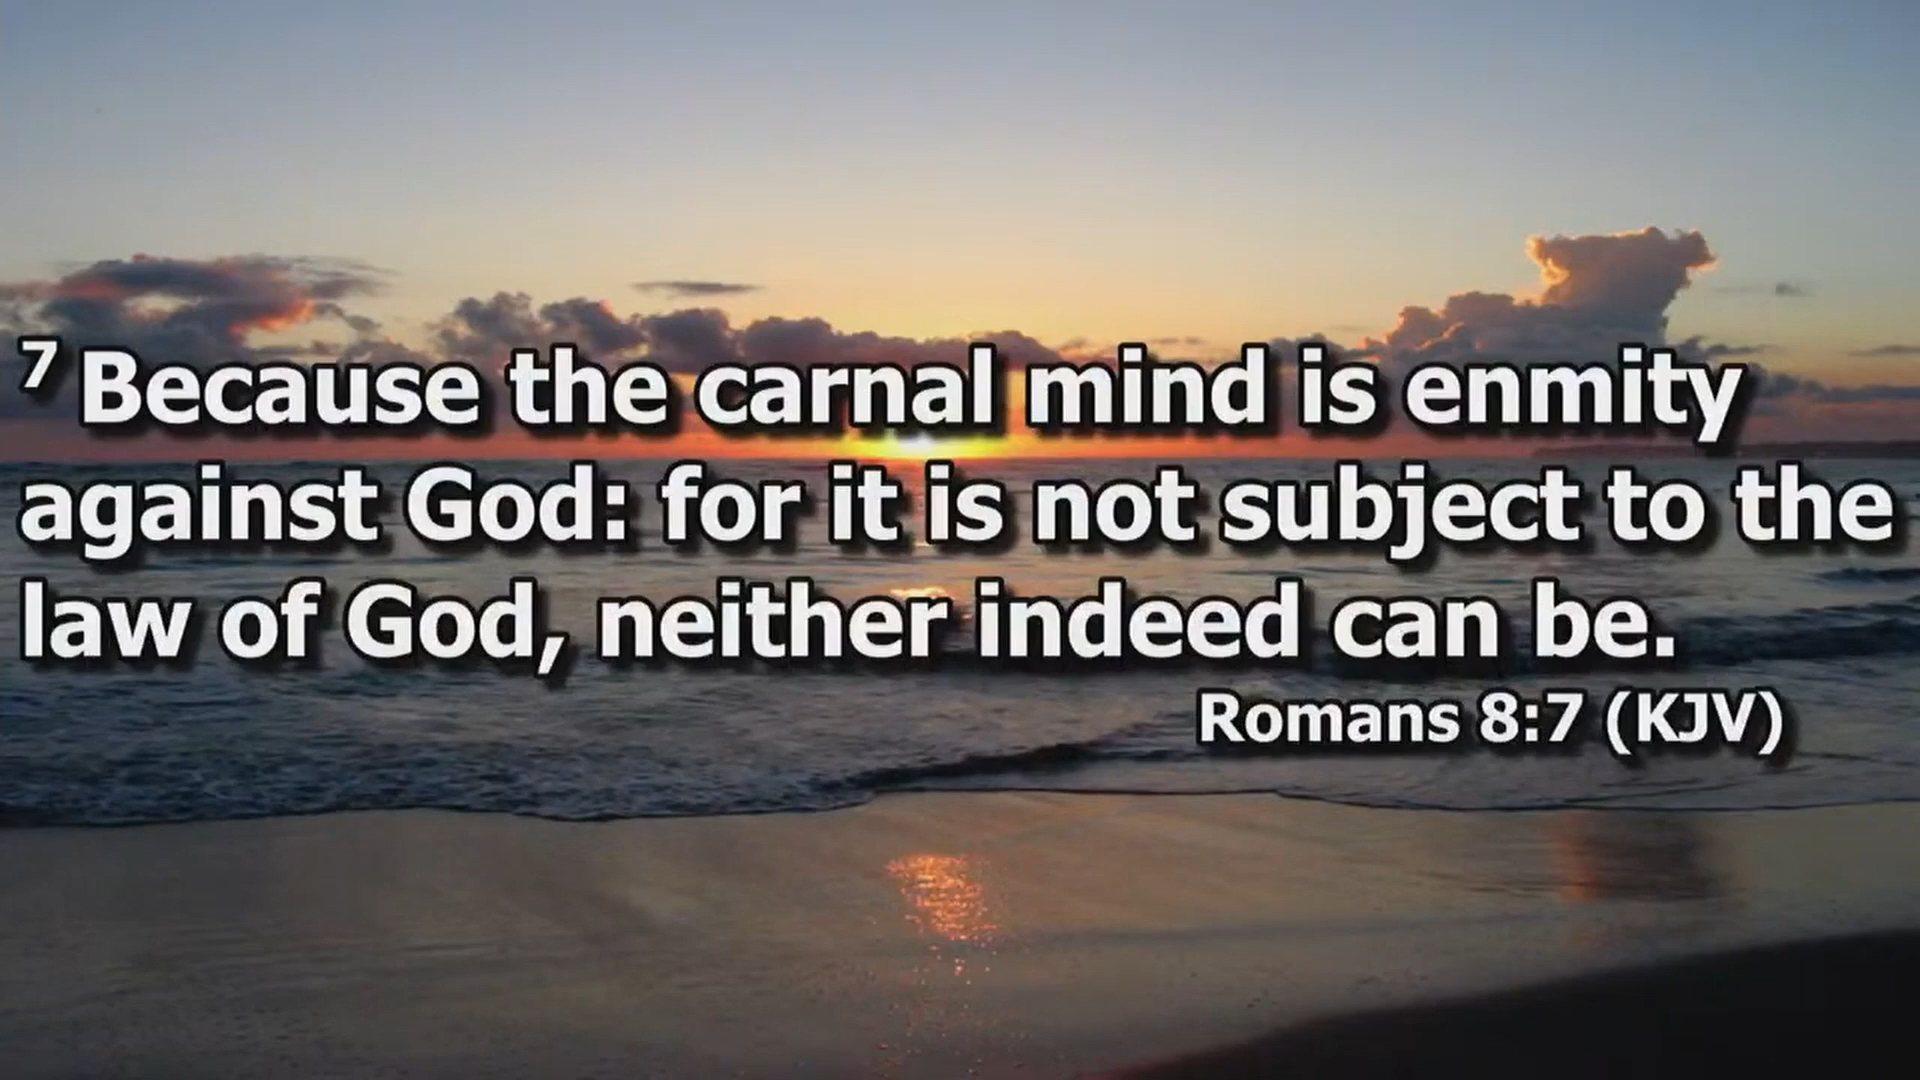 7 Because the carnal mind is enmity
against God: for it is not subject to the
law of God, neither indeed can be.
Romans 8:7 (KJV)